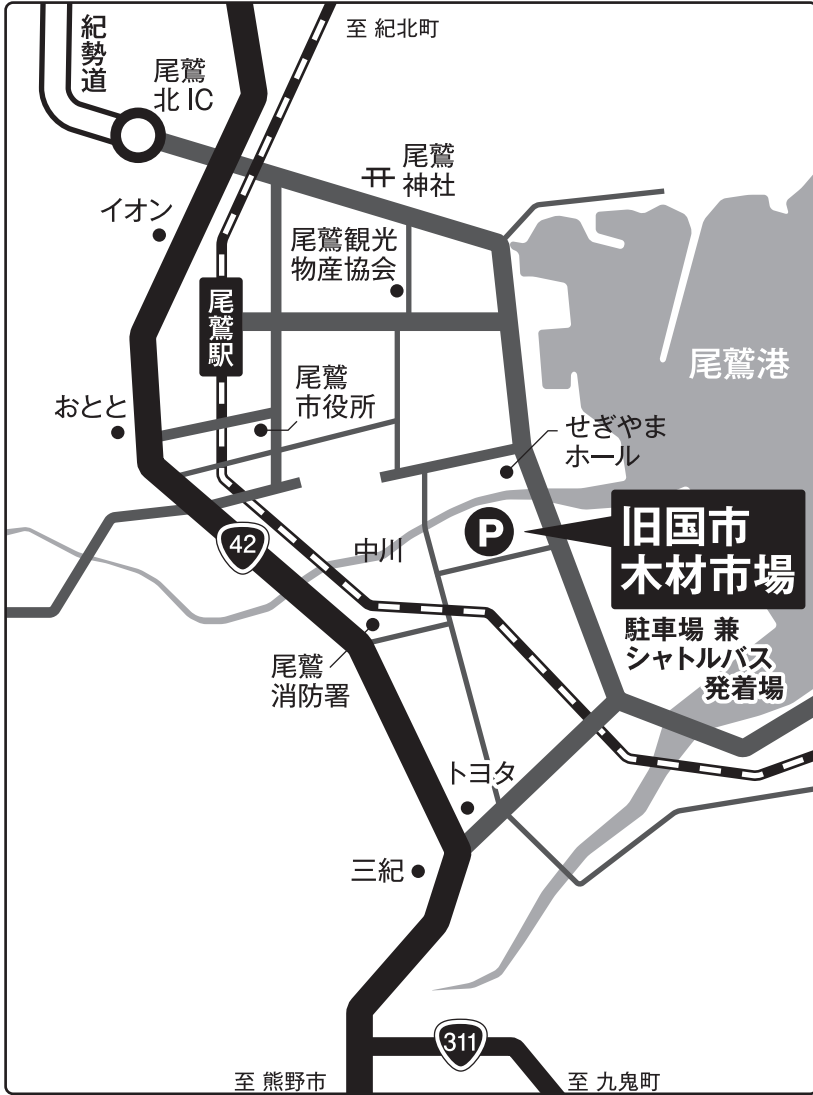 至 紀北町
紀勢道
尾鷲
北IC
尾鷲
神社
イオン
尾鷲観光
物産協会
尾鷲駅
尾鷲港
尾鷲
市役所
おとと
せぎやま
ホール
P
旧国市
木材市場
42
中川
駐車場 兼
シャトルバス
発着場
尾鷲
消防署
トヨタ
三紀
311
至 熊野市
至 九鬼町